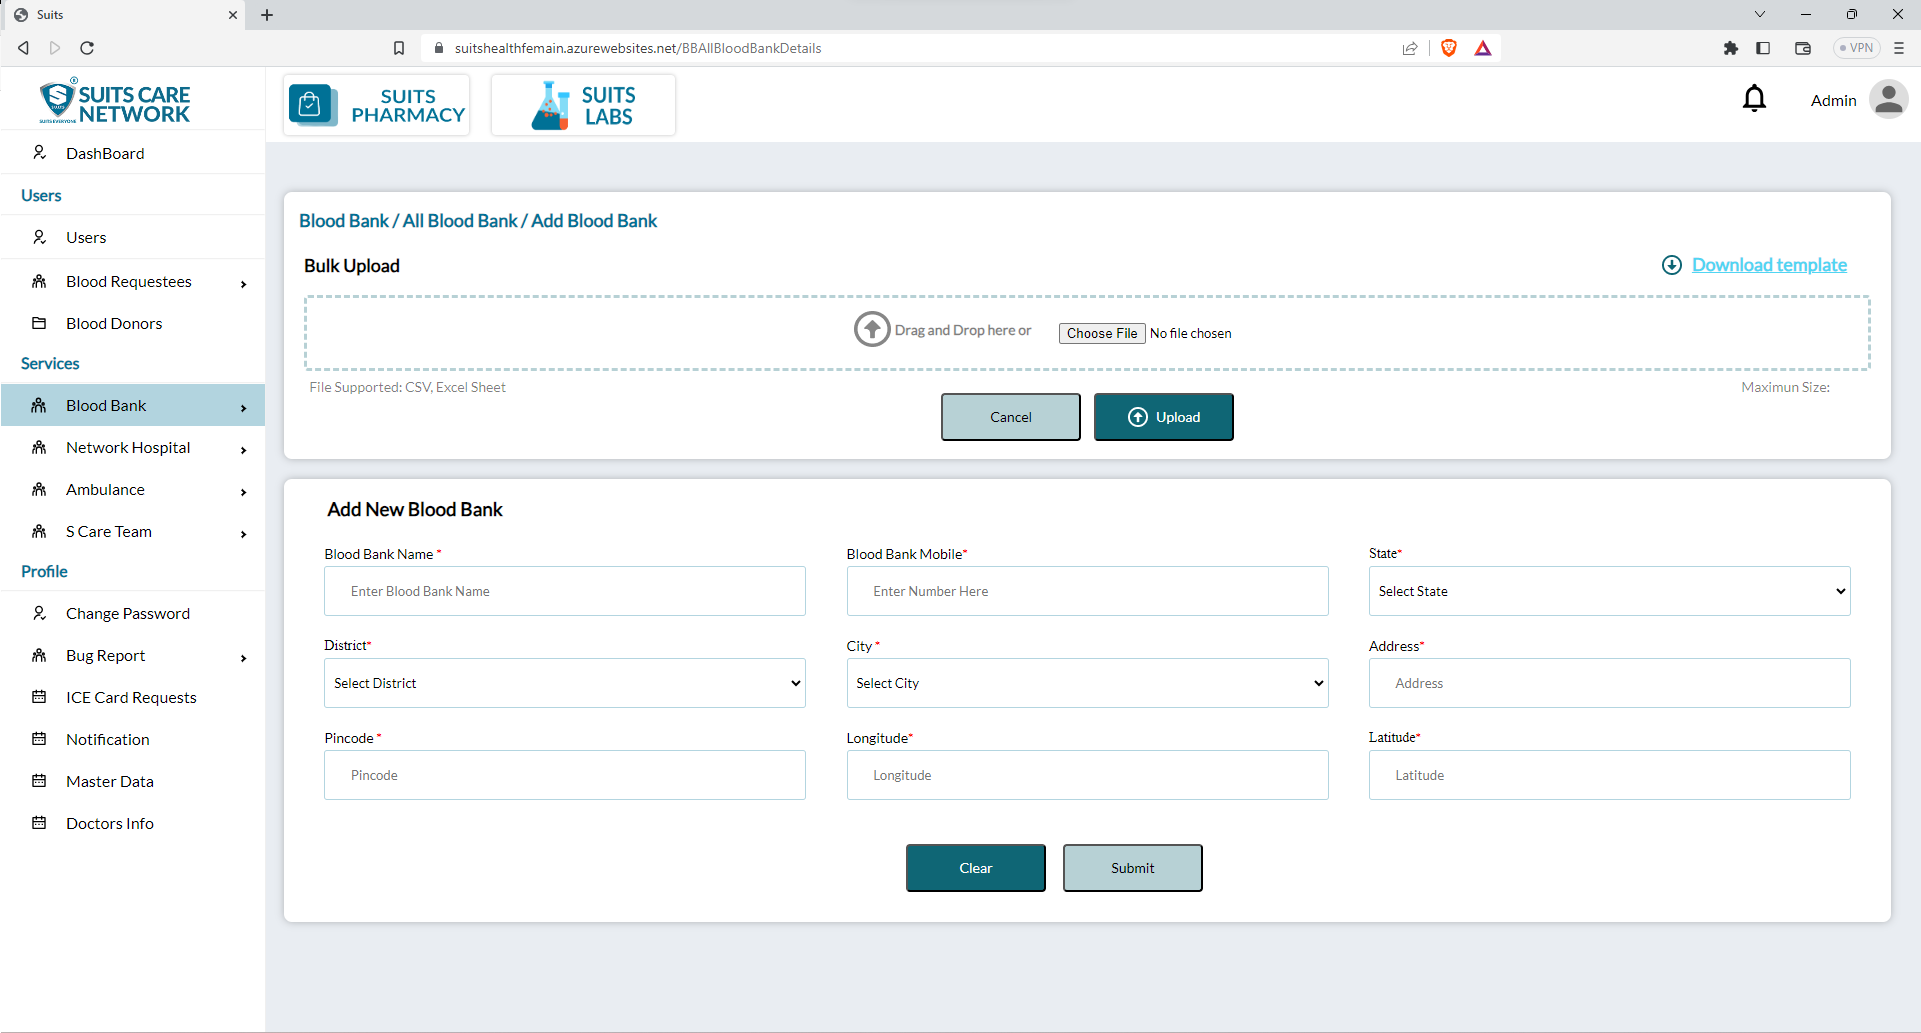 Suits
suitshealthfemain.azurewebsites.net/BBAllBloodBankDetails
VPN
SUITS CARE
NETWORK
SUITS EVERYONE
SUITS
PHARMACY
SUITS
LABS
Admin
DashBoard
Users
Users
Blood Requestees
Blood Donors
Services
Blood Bank
Network Hospital
Ambulance
S Care Team
Profile
Change Password
Bug Report
ICE Card Requests
Notification
Master Data
Doctors Info
Blood Bank / All Blood Bank / Add Blood Bank
Bulk Upload
Download template
Drag and Drop here or
Choose File No file chosen
File Supported: CSV, Excel Sheet
Maximun Size:
Cancel
Upload
Add New Blood Bank
Blood Bank Name *
Enter Blood Bank Name
Blood Bank Mobile*
Enter Number Here
State*
Select State
District*
Select District
City *
Select City
Address*
Address
Pincode *
Pincode
Longitude*
Longitude
Latitude*
Latitude
Clear
Submit